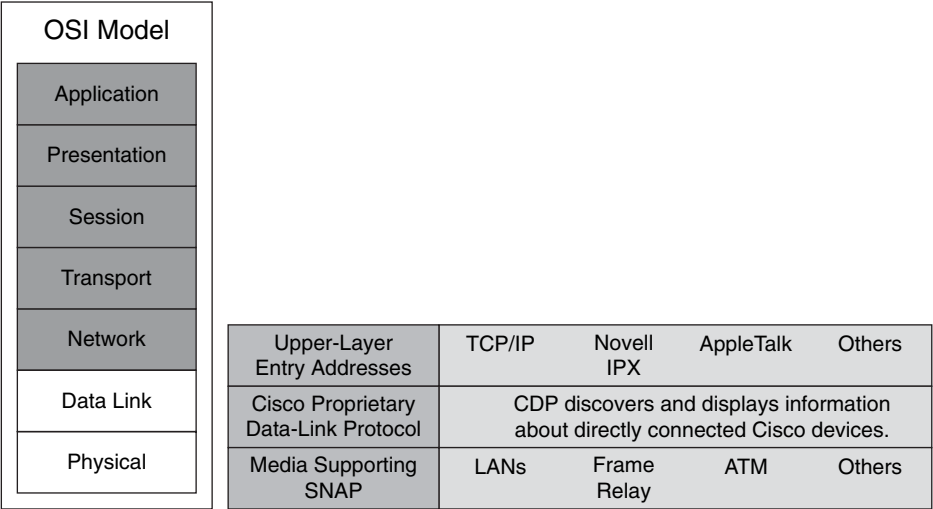 OSI Model
Application
Presentation
Session
Transport
Network
Data Link
Physical
Upper-Layer
Entry Addresses
TCP/IP
Novell
IPX
AppleTalk
Others
Cisco Proprietary
Data-Link Protocol
CDP discovers and displays information
about directly connected Cisco devices.
Media Supporting
SNAP
LANs
Frame
Relay
ATM
Others